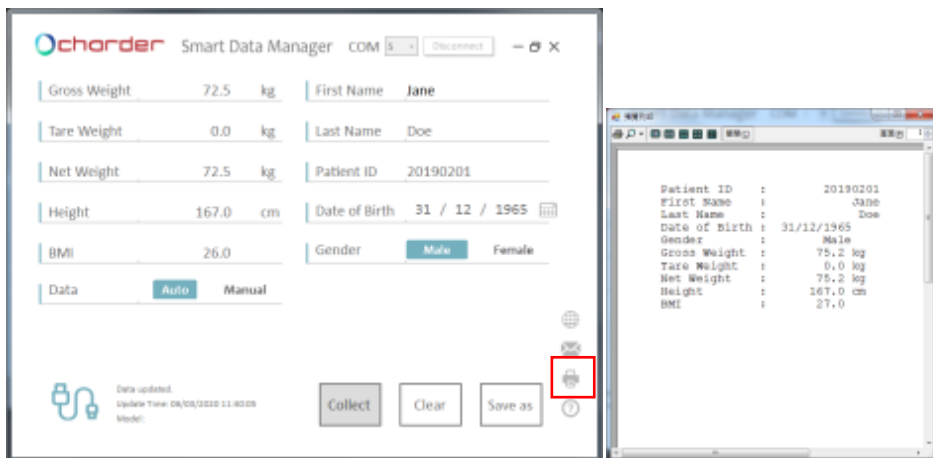 charder Smart Data Manager COM 5 Disconnect
Gross Weight 72.5 kg
Tare Weight 0.0 kg
Net Weight 72.5 kg
Height 167.0 cm
BMI 26.0
Data Auto Manual
First Name Jane
Last Name Doe
Patient ID 20190201
Date of Birth 31 / 12 / 1965
Gender Male Female
Data updated.
Model:
Collect Clear Save as
Patient ID : 20190201
First Name : Jane
Last Name : Doe
Date of Birth : 31/12/1965
Gender : Male
Gross Weight : 75.2 kg
Tare Weight : 0.0 kg
Net Weight : 75.2 kg
Height : 167.0 cm
BMI : 27.0